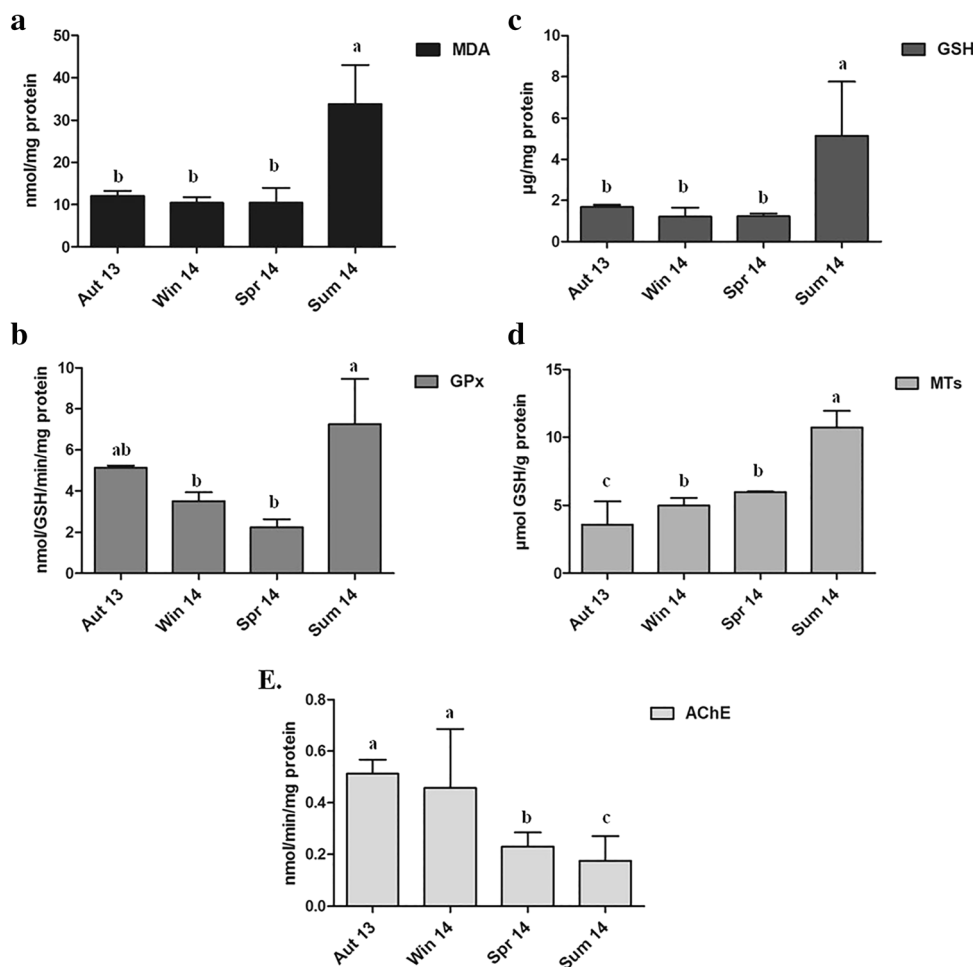 a
MDA
nmol/mg protein
50
40
30
20
10
0
b
b
b
a
Aut 13
Win 14
Spr 14
Sum 14
c
GSH
µg/mg protein
10
8
6
4
2
0
b
b
b
a
Aut 13
Win 14
Spr 14
Sum 14
b
GPx
nmol/GSH/min/mg protein
10
8
6
4
2
0
ab
b
b
a
Aut 13
Win 14
Spr 14
Sum 14
d
MTs
µmol GSH/g protein
15
10
5
0
c
b
b
a
Aut 13
Win 14
Spr 14
Sum 14
E.
AChE
nmol/min/mg protein
0.8
0.6
0.4
0.2
0.0
a
a
b
c
Aut 13
Win 14
Spr 14
Sum 14